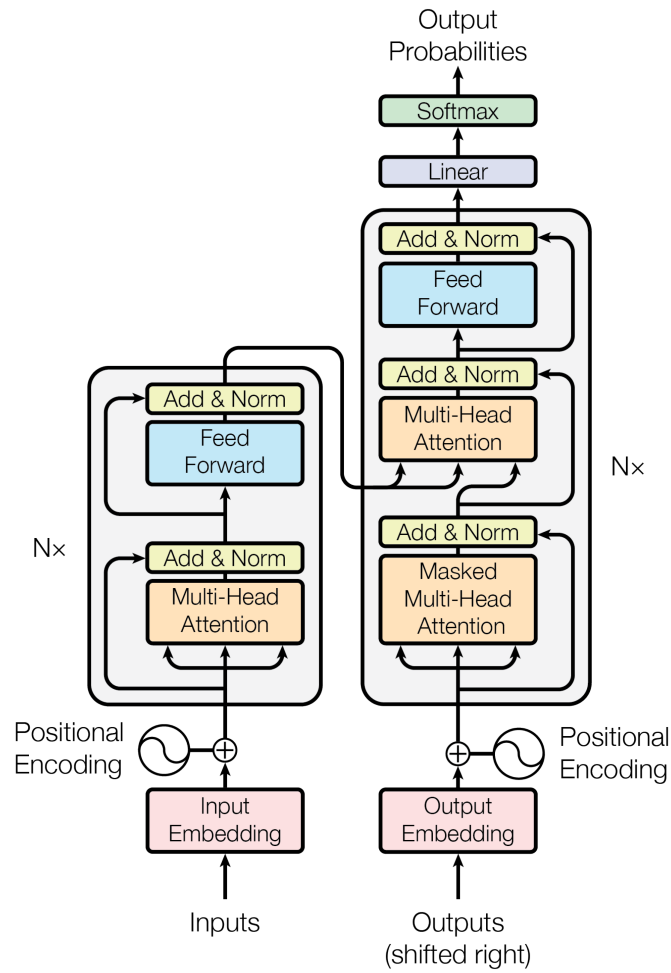 Output
Probabilities
Softmax
Linear
Add & Norm
Feed
Forward
Add & Norm
Multi-Head
Attention
Nx
Add & Norm
Masked
Multi-Head
Attention
Add & Norm
Feed
Forward
Nx
Add & Norm
Multi-Head
Attention
Positional
Encoding
Positional
Encoding
Input
Embedding
Output
Embedding
Inputs
Outputs
(shifted right)